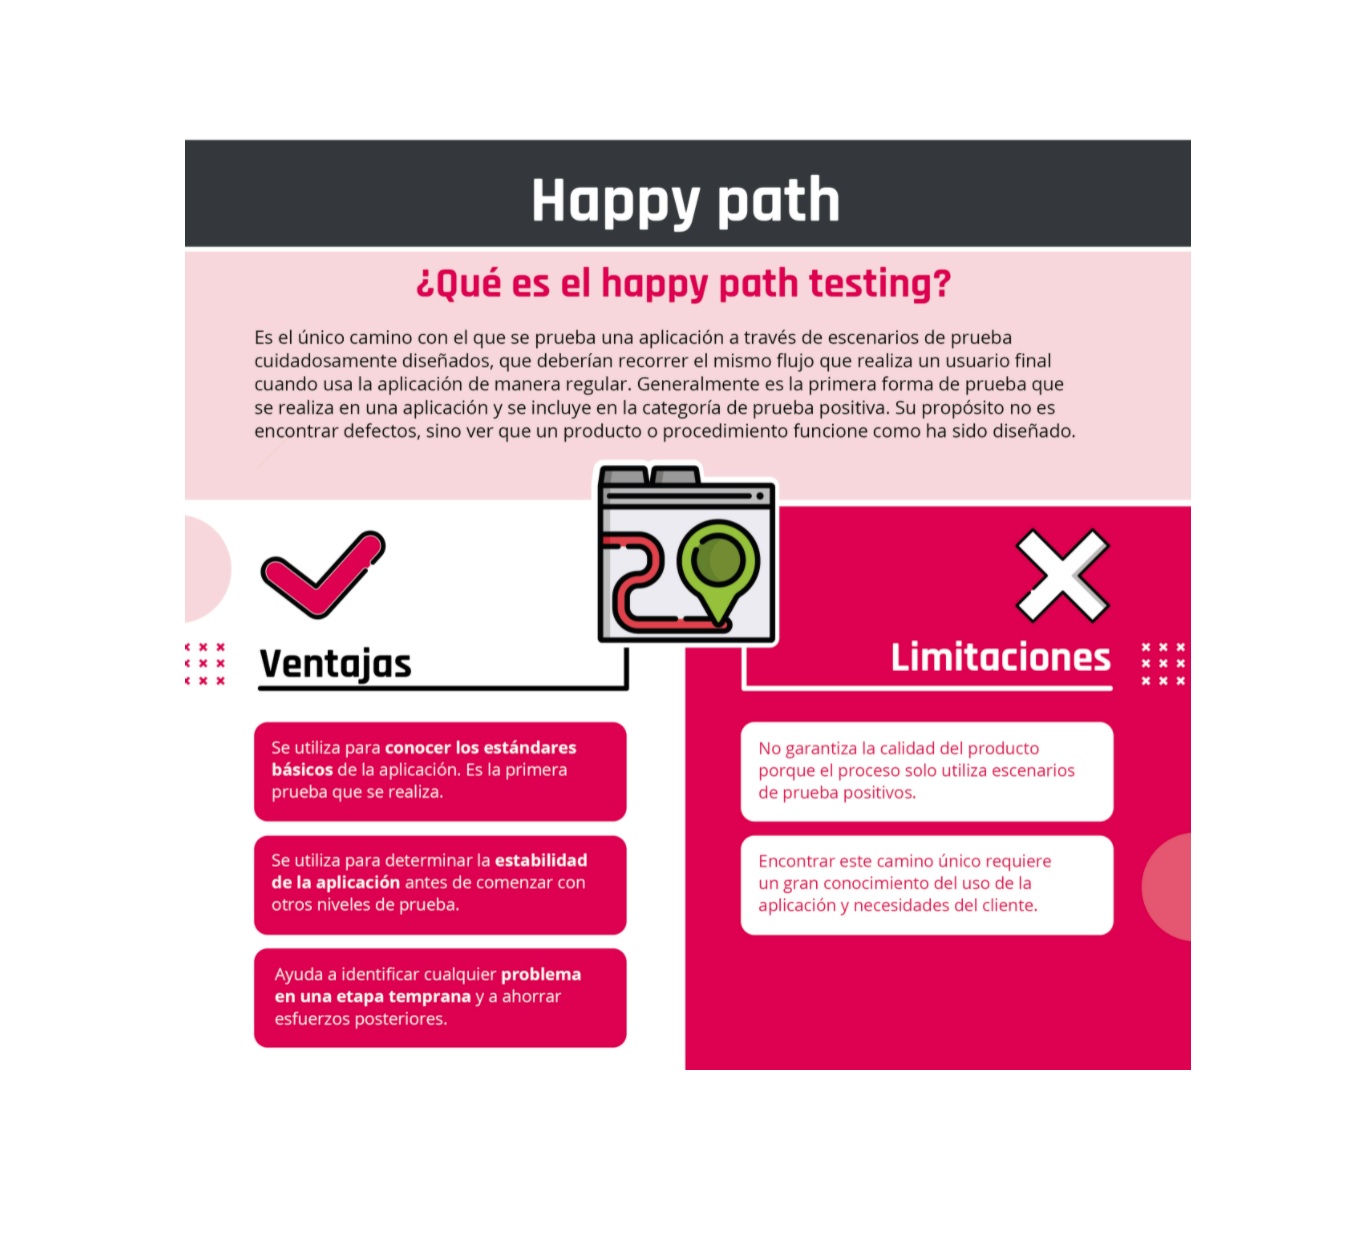 Happy path
¿Qué es el happy path testing?
Es el único camino con el que se prueba una aplicación a través de escenarios de prueba
cuidadosamente diseñados, que deberían recorrer el mismo flujo que realiza un usuario final
cuando usa la aplicación de manera regular. Generalmente es la primera forma de prueba que
se realiza en una aplicación y se incluye en la categoría de prueba positiva. Su propósito no es
encontrar defectos, sino ver que un producto o procedimiento funcione como ha sido diseñado.
Ventajas
Se utiliza para conocer los estándares
básicos de la aplicación. Es la primera
prueba que se realiza.
Se utiliza para determinar la estabilidad
de la aplicación antes de comenzar con
otros niveles de prueba.
Ayuda a identificar cualquier problema
en una etapa temprana y a ahorrar
esfuerzos posteriores.
Limitaciones
No garantiza la calidad del producto
porque el proceso solo utiliza escenarios
de prueba positivos.
Encontrar este camino único requiere
un gran conocimiento del uso de la
aplicación y necesidades del cliente.